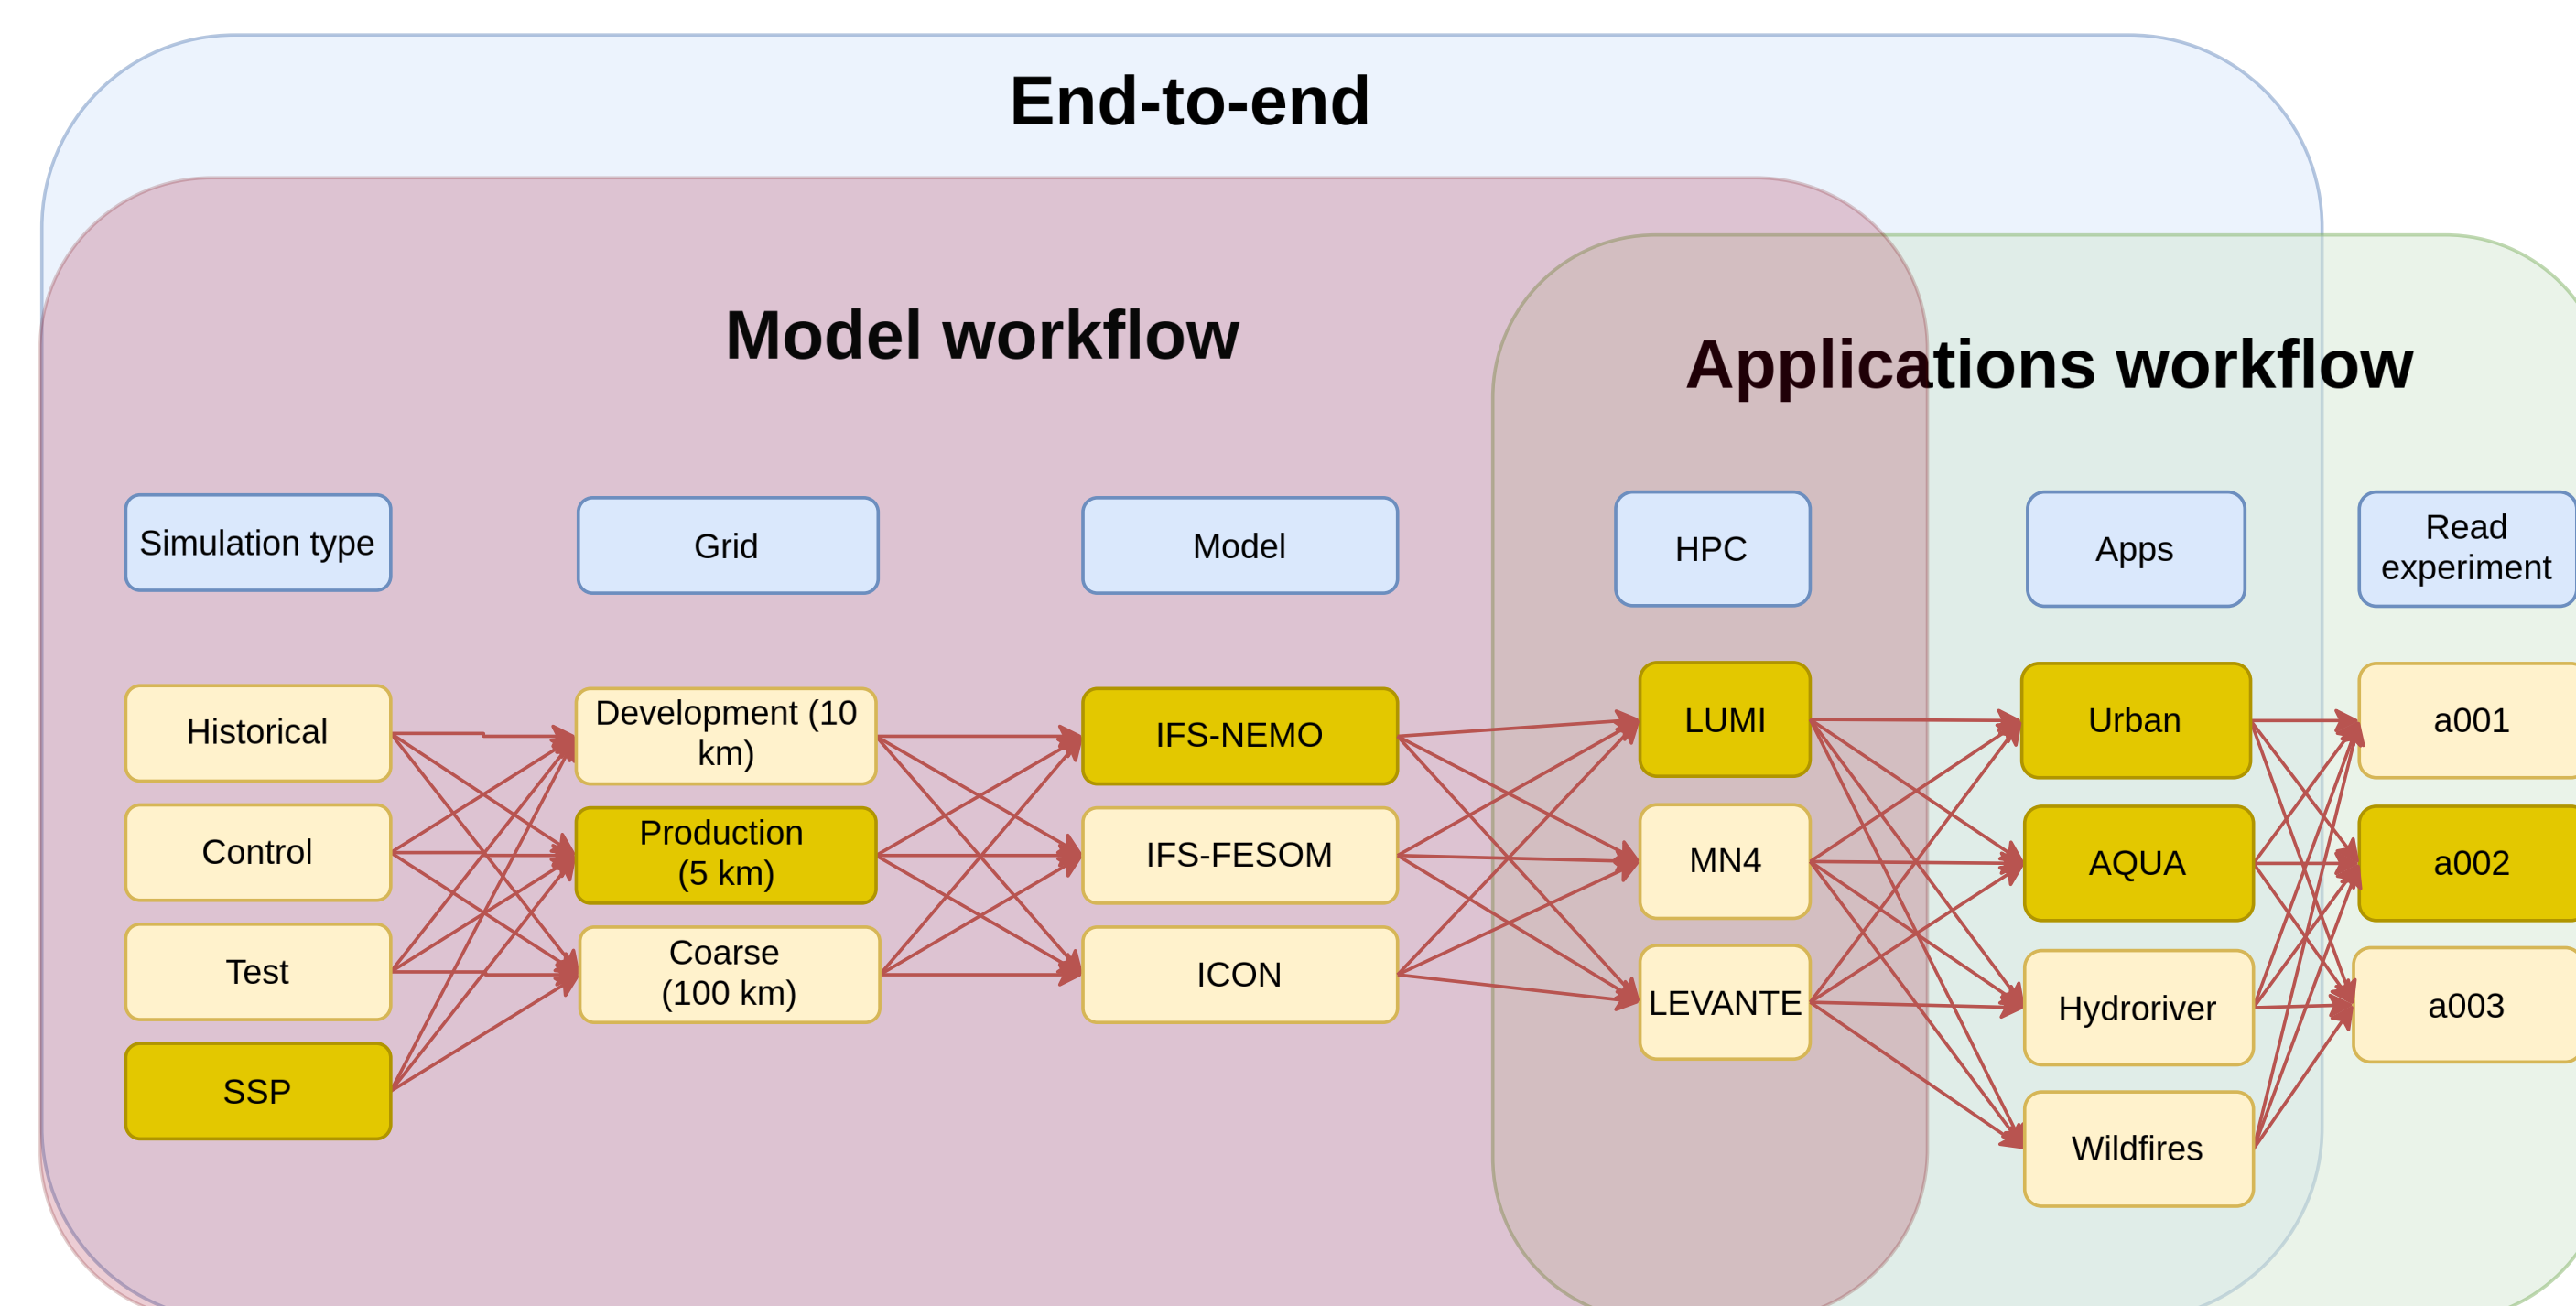 End-to-end
Model workflow
Applications workflow
Simulation type
Grid
Model
HPC
Apps
Read
experiment
Historical
Control
Test
SSP
Development (10
km)
Production
(5 km)
Coarse
(100 km)
IFS-NEMO
IFS-FESOM
ICON
LUMI
MN4
LEVANTE
Urban
AQUA
Hydroriver
Wildfires
a001
a002
a003